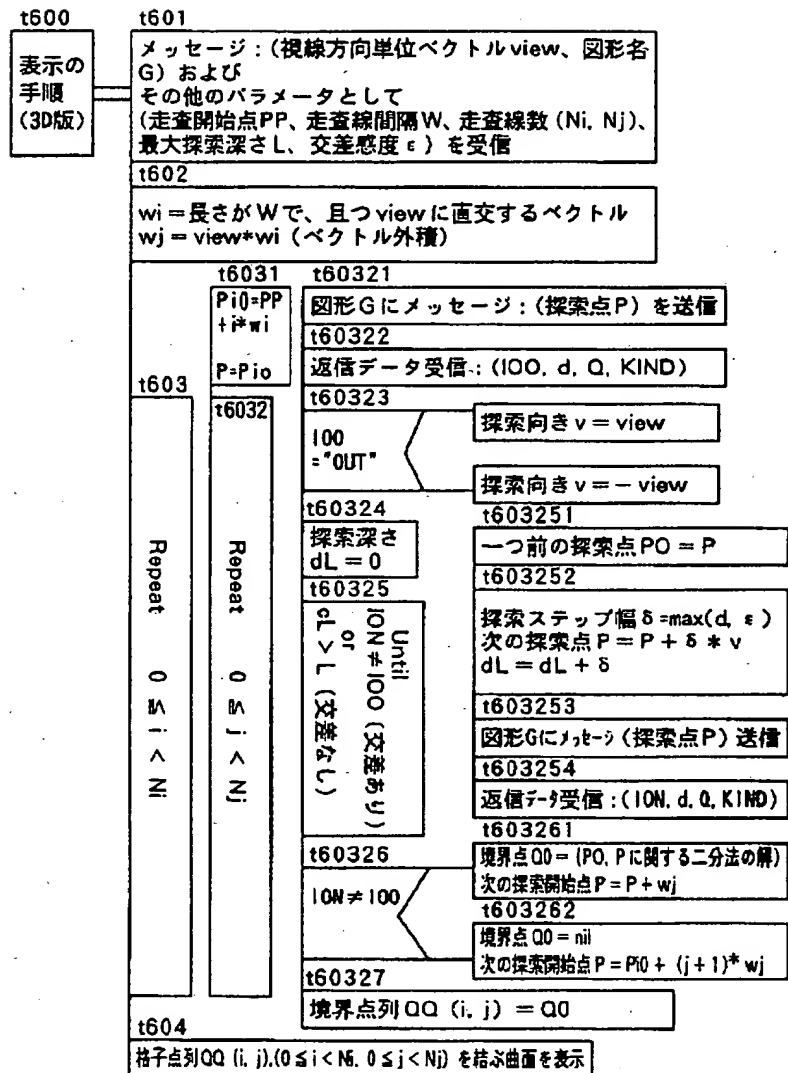 t600
表示の
手順
(3D版)
t601
メッセージ：(視線方向単位ベクトルview、図形名
G) および
その他のパラメータとして
(走査開始点PP、走査線間隔W、走査線数 (Ni, Nj)、
最大探索深さL、交差感度ε) を受信
t602
wi＝長さがWで、且つviewに直交するベクトル
wj＝view*wi (ベクトル外積)
t603
Repeat 0≦i＜Ni
t6031
Pi0=PP
+i*wi
P=Pio
t6032
Repeat 0≦j＜Nj
t60321
図形Gにメッセージ：(探索点P) を送信
t60322
返信データ受信：(IOO, d, Q, KIND)
t60323
IOO
="OUT"
探索向きv＝view
探索向きv＝－view
t60324
探索深さ
dL＝0
t60325
Until
ION≠IOO (交差あり)
or
cL＞L (交差なし)
t603251
一つ前の探索点PO＝P
t603252
探索ステップ幅δ=max(d, ε)
次の探索点P＝P＋δ*v
dL＝dL＋δ
t603253
図形Gにメッセージ (探索点P) 送信
t603254
返信データ受信：(ION, d, Q, KIND)
t60326
ION≠IOO
t603261
境界点Q0＝(PO, Pに関する二分法の解)
次の探索開始点P＝P＋wj
t603262
境界点Q0＝nil
次の探索開始点P＝Pi0＋(j＋1)*wj
t60327
境界点列QQ (i, j) ＝Q0
t604
格子点列QQ (i, j),(0≦i＜Ni, 0≦j＜Nj) を結ぶ曲面を表示